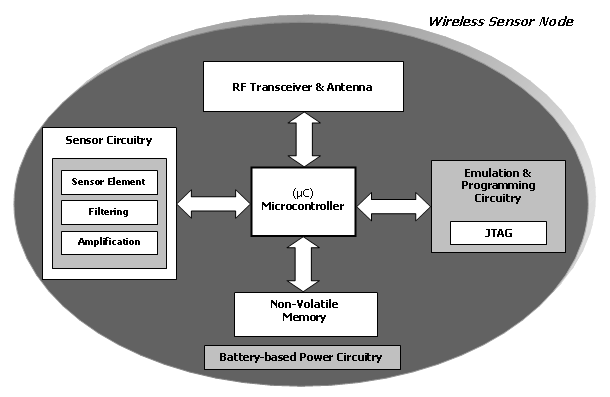 Wireless Sensor Node
RF Transceiver & Antenna
Sensor Circuitry
Sensor Element
Filtering
Amplification
(µC)
Microcontroller
Emulation &
Programming
Circuitry
JTAG
Non-Volatile
Memory
Battery-based Power Circuitry